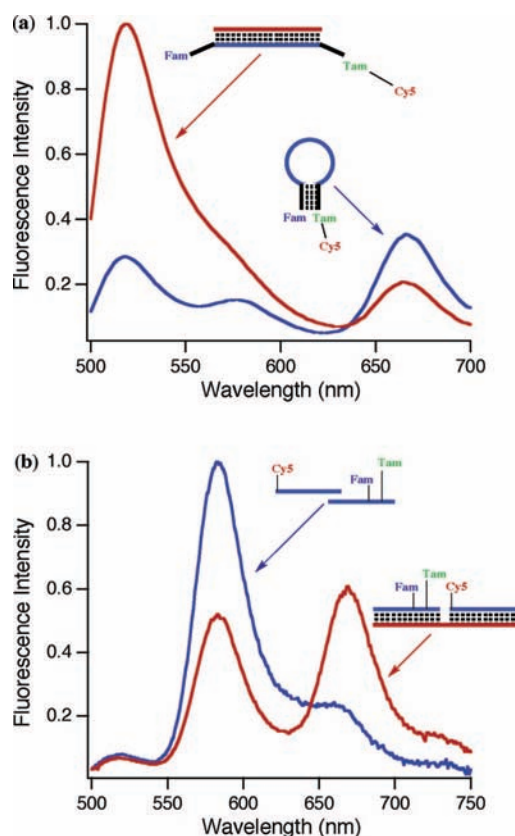 (a)
1.0
0.8
0.6
0.4
0.2
Fluorescence Intensity
Fam
Tam
Cy5
Fam Tam
Cy5
500 550 600 650 700
Wavelength (nm)
(b)
1.0
0.8
0.6
0.4
0.2
Fluorescence Intensity
Cy5
Tam
Fam
Tam
Fam Cy5
500 550 600 650 700 750
Wavelength (nm)